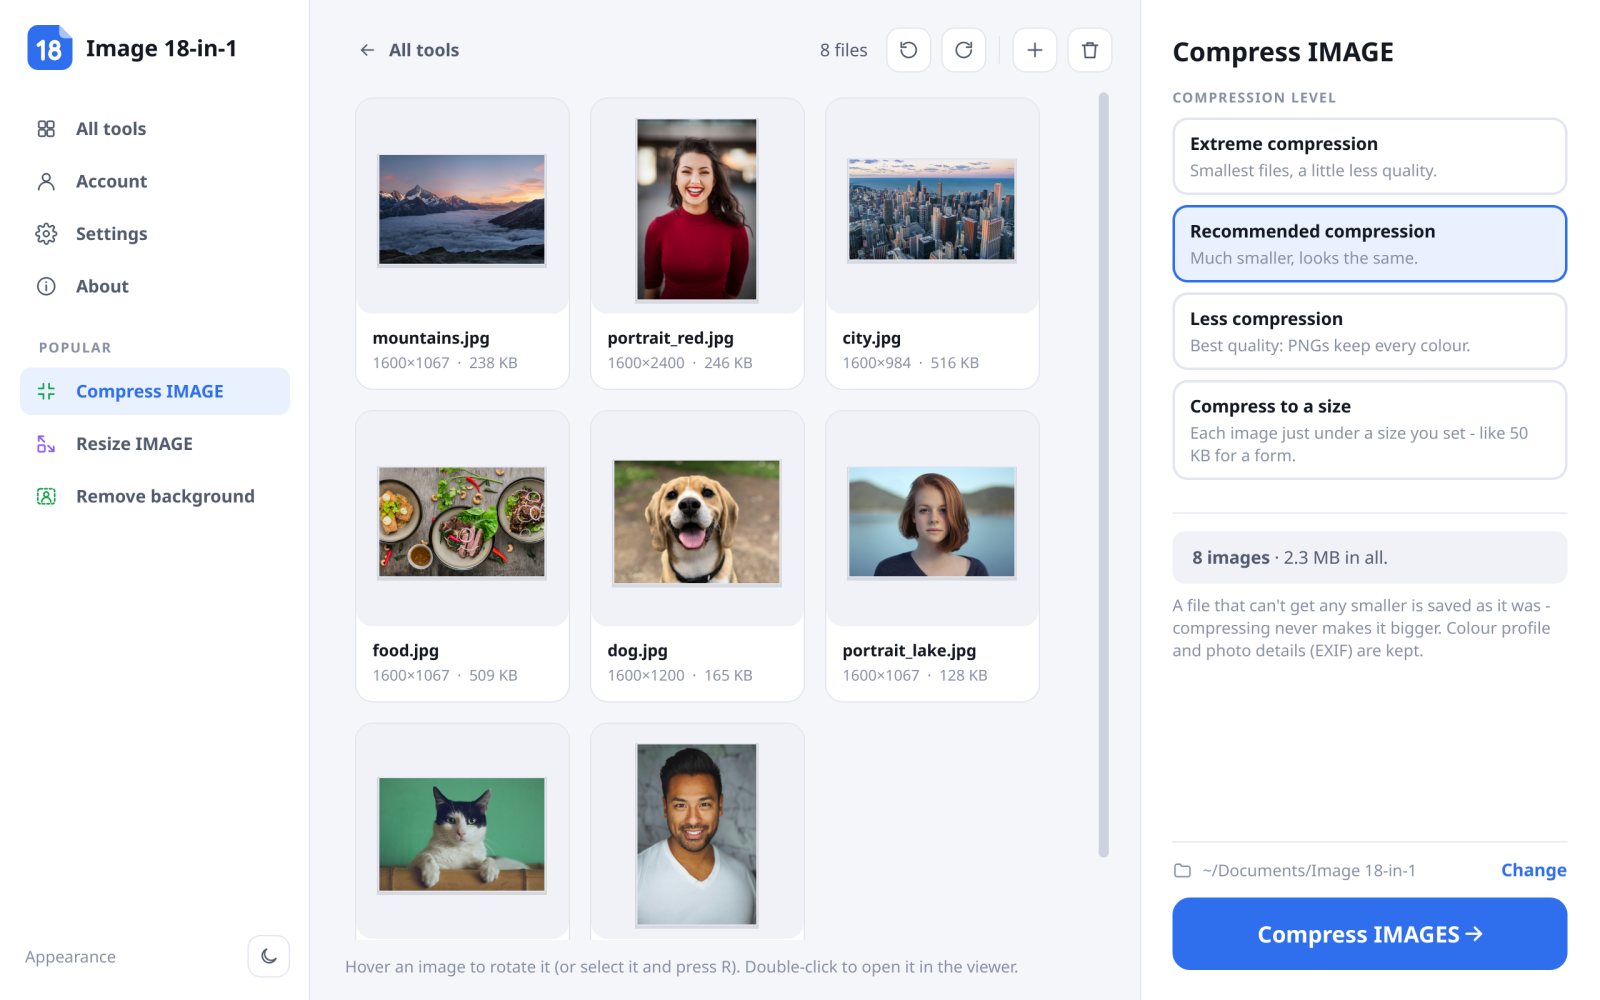 18
Image 18-in-1
All tools
Account
Settings
About
POPULAR
Compress IMAGE
Resize IMAGE
Remove background
Appearance
All tools
8 files
mountains.jpg
1600×1067 · 238 KB
portrait_red.jpg
1600×2400 · 246 KB
city.jpg
1600×984 · 516 KB
food.jpg
1600×1067 · 509 KB
dog.jpg
1600×1200 · 165 KB
portrait_lake.jpg
1600×1067 · 128 KB
Hover an image to rotate it (or select it and press R). Double-click to open it in the viewer.
Compress IMAGE
COMPRESSION LEVEL
Extreme compression
Smallest files, a little less quality.
Recommended compression
Much smaller, looks the same.
Less compression
Best quality: PNGs keep every colour.
Compress to a size
Each image just under a size you set - like 50
KB for a form.
8 images · 2.3 MB in all.
A file that can't get any smaller is saved as it was -
compressing never makes it bigger. Colour profile
and photo details (EXIF) are kept.
~/Documents/Image 18-in-1
Change
Compress IMAGES